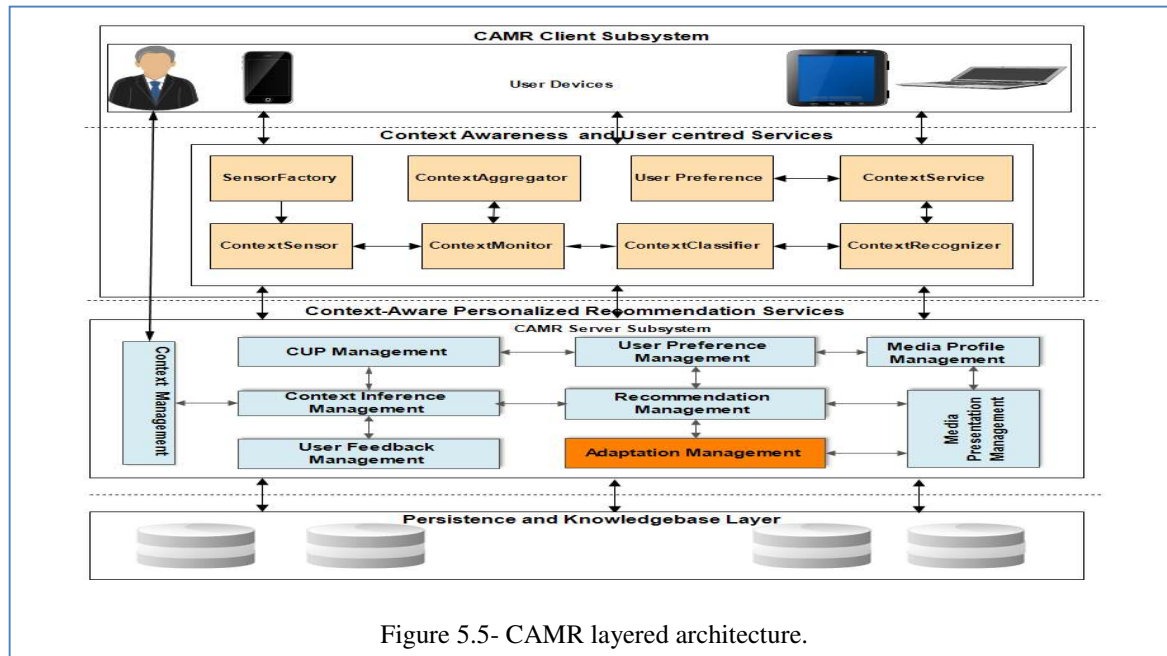 CAMR Client Subsystem
User Devices
Context Awareness and User centred Services
SensorFactory
ContextAggregator
User Preference
ContextService
ContextSensor
ContextMonitor
ContextClassifier
ContextRecognizer
Context-Aware Personalized Recommendation Services
CAMR Server Subsystem
Context Management
CUP Management
User Preference
Management
Media Profile
Management
Context Inference
Management
Recommendation
Management
Media
Presentation
Management
User Feedback
Management
Adaptation Management
Persistence and Knowledgebase Layer
Figure 5.5- CAMR layered architecture.